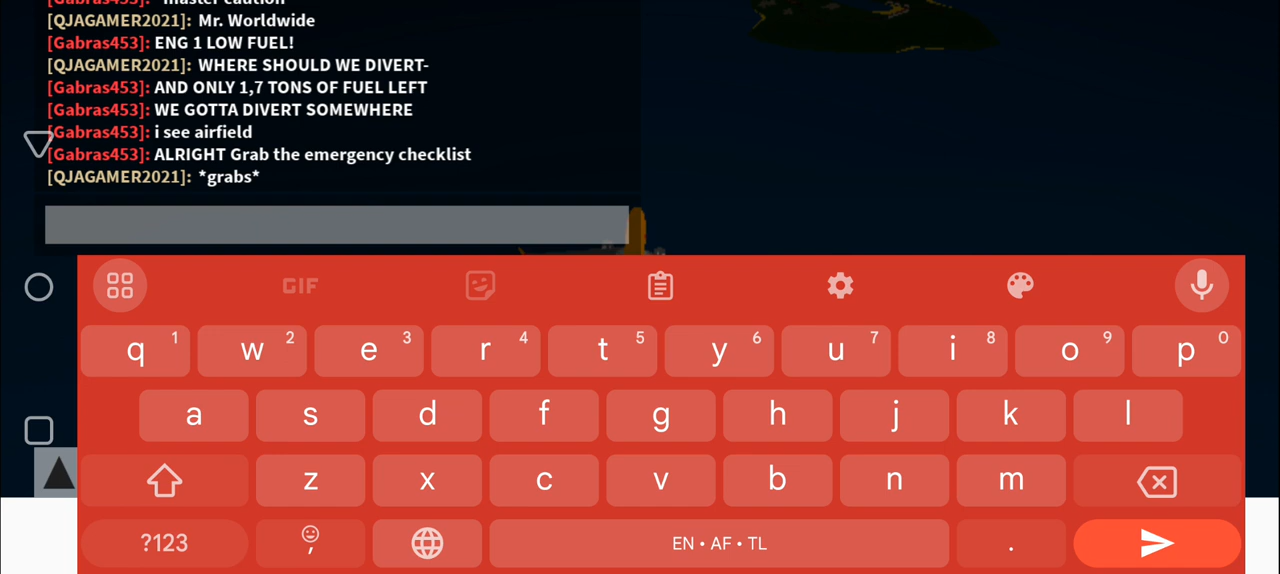 *master caution*
[QJAGAMER2021]: Mr. Worldwide
[Gabras453]: ENG 1 LOW FUEL!
[QJAGAMER2021]: WHERE SHOULD WE DIVERT-
[Gabras453]: AND ONLY 1,7 TONS OF FUEL LEFT
[Gabras453]: WE GOTTA DIVERT SOMEWHERE
[Gabras453]: i see airfield
[Gabras453]: ALRIGHT Grab the emergency checklist
[QJAGAMER2021]: *grabs*
GIF
q 1 w 2 e 3 r 4 t 5 y 6 u 7 i 8 o 9 p 0
a s d f g h j k l
z x c v b n m
?123 , EN • AF • TL .